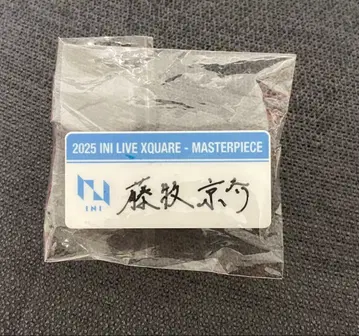 2025 INI LIVE XQUARE - MASTERPIECE
INI
藤牧 京介